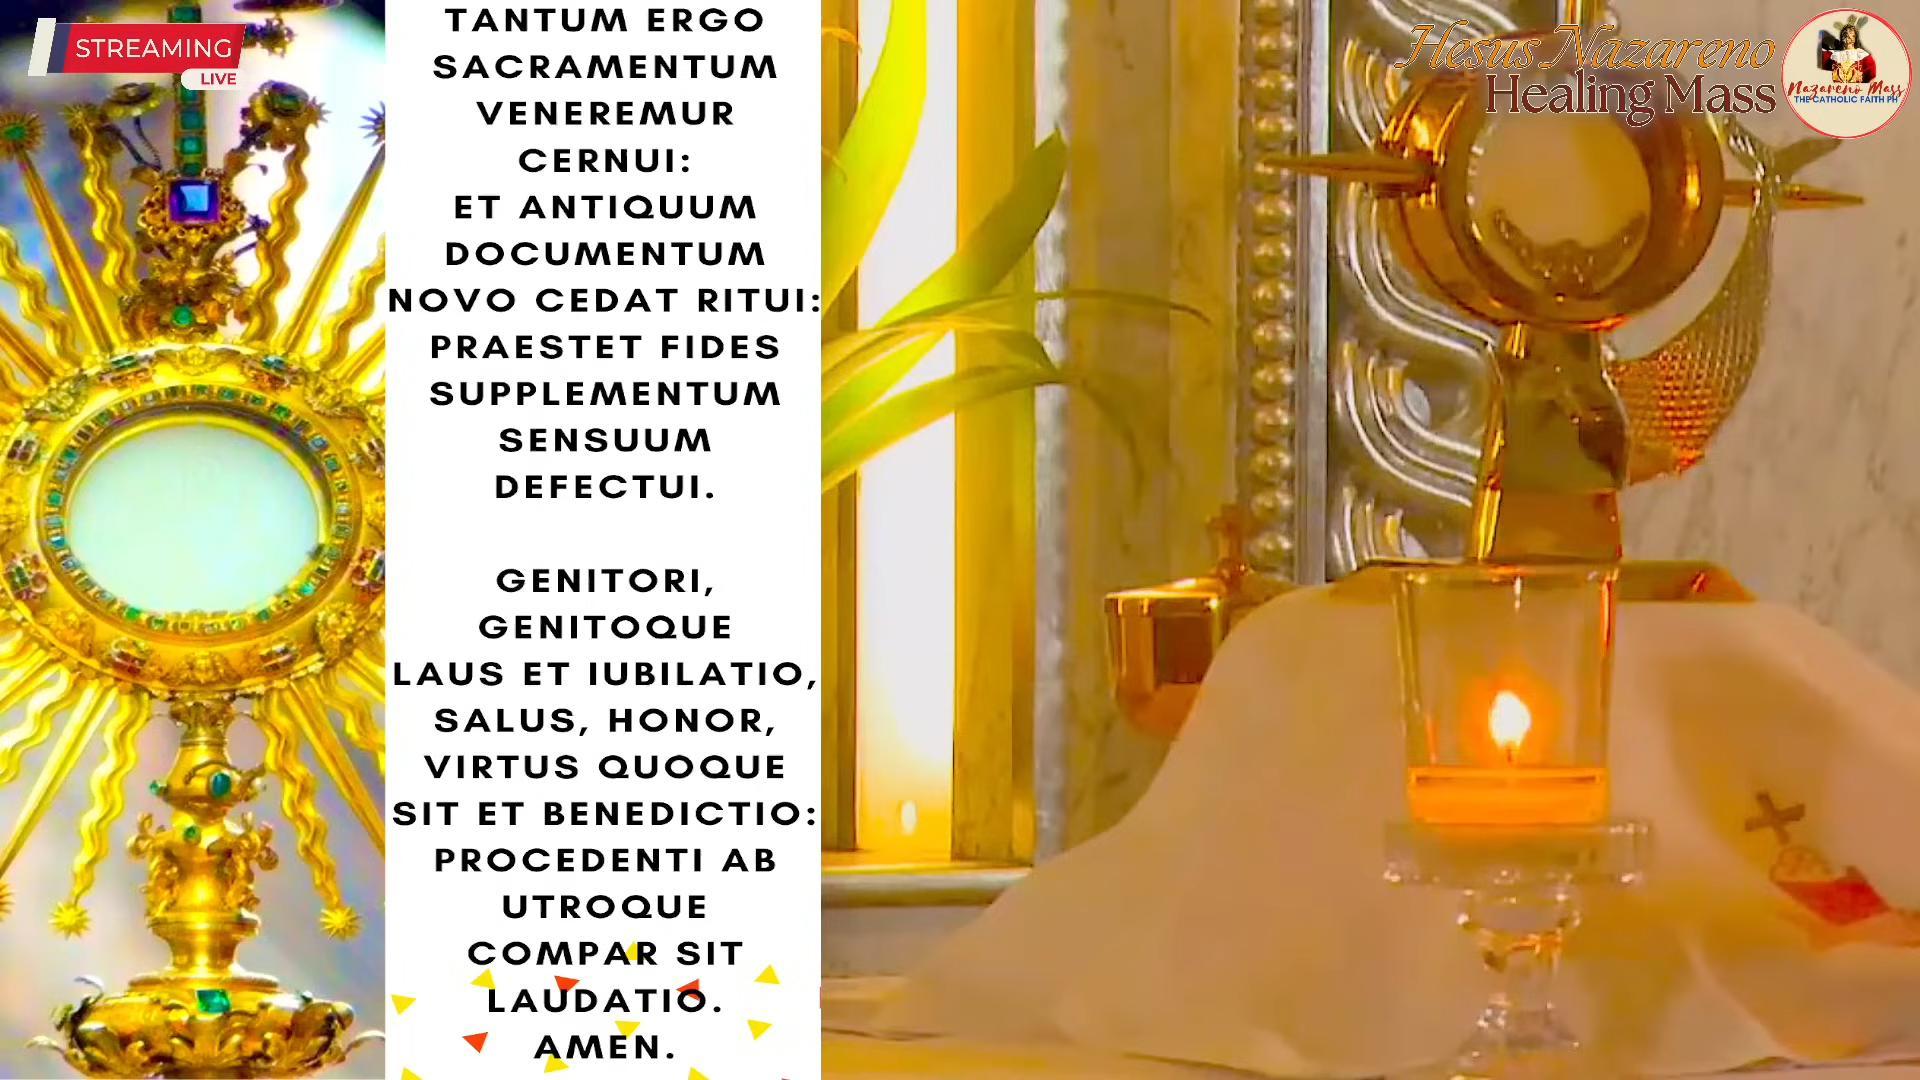 STREAMING
LIVE
TANTUM ERGO
SACRAMENTUM
VENEREMUR
CERNUI:
ET ANTIQUUM
DOCUMENTUM
NOVO CEDAT RITUI:
PRAESTET FIDES
SUPPLEMENTUM
SENSUUM
DEFECTUI.
GENITORI,
GENITOQUE
LAUS ET IUBILATIO,
SALUS, HONOR,
VIRTUS QUOQUE
SIT ET BENEDICTIO:
PROCEDENTI AB
UTROQUE
COMPAR SIT
LAUDATIO.
AMEN.
Hesus Nazareno
Healing Mass
Nazareno Mass
THE CATHOLIC FAITH PH